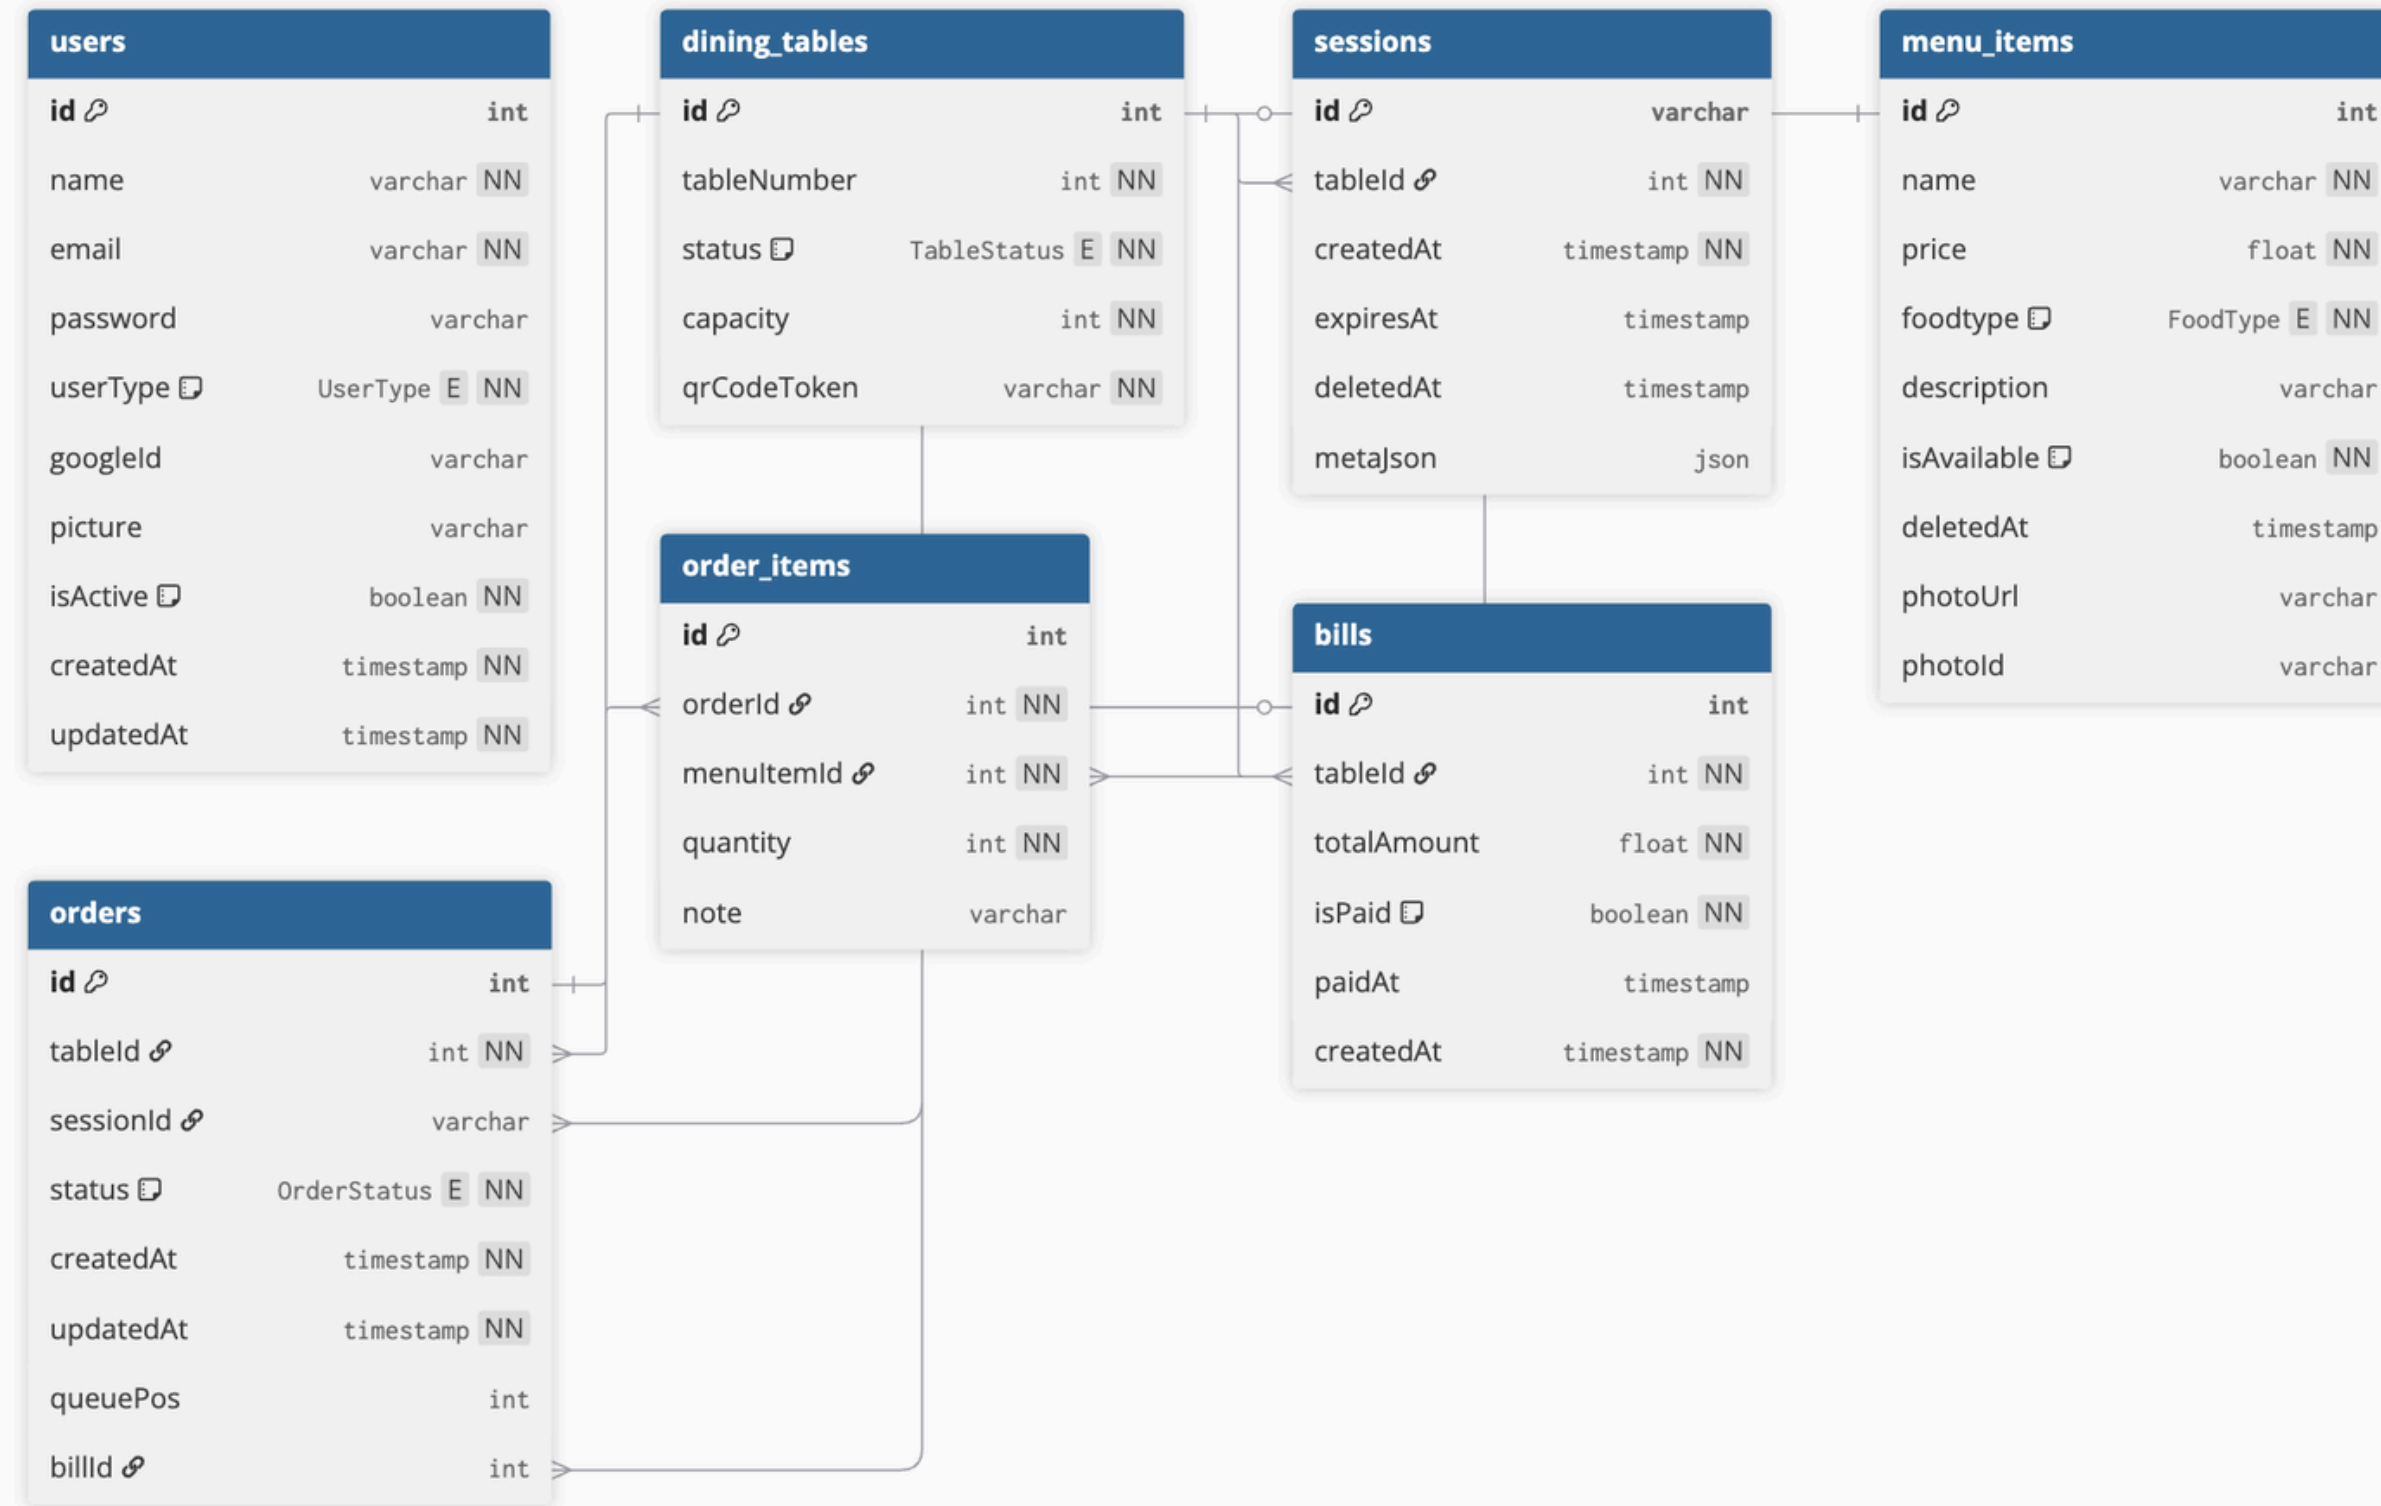 users
id int
name varchar NN
email varchar NN
password varchar
userType UserType E NN
googleId varchar
picture varchar
isActive boolean NN
createdAt timestamp NN
updatedAt timestamp NN
dining_tables
id int
tableNumber int NN
status TableStatus E NN
capacity int NN
qrCodeToken varchar NN
sessions
id varchar
tableId int NN
createdAt timestamp NN
expiresAt timestamp
deletedAt timestamp
metaJson json
menu_items
id int
name varchar NN
price float NN
foodtype FoodType E NN
description varchar
isAvailable boolean NN
deletedAt timestamp
photoUrl varchar
photoId varchar
order_items
id int
orderId int NN
menuItemId int NN
quantity int NN
note varchar
bills
id int
tableId int NN
totalAmount float NN
isPaid boolean NN
paidAt timestamp
createdAt timestamp NN
orders
id int
tableId int NN
sessionId varchar
status OrderStatus E NN
createdAt timestamp NN
updatedAt timestamp NN
queuePos int
billId int